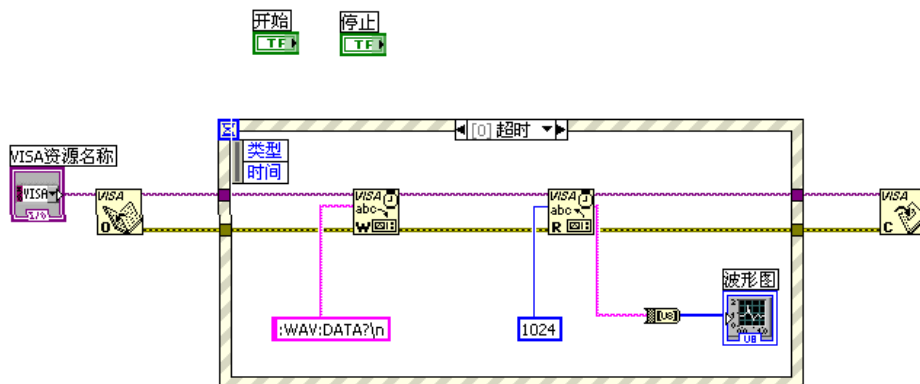 开始
停止
TF
TF
[0] 超时
类型
时间
VISA资源名称
VISA
I/O
VISA
O
VISA
abc
W
VISA
abc
R
VISA
C
波形图
U8
[U8]
:WAV:DATA?\n
1024